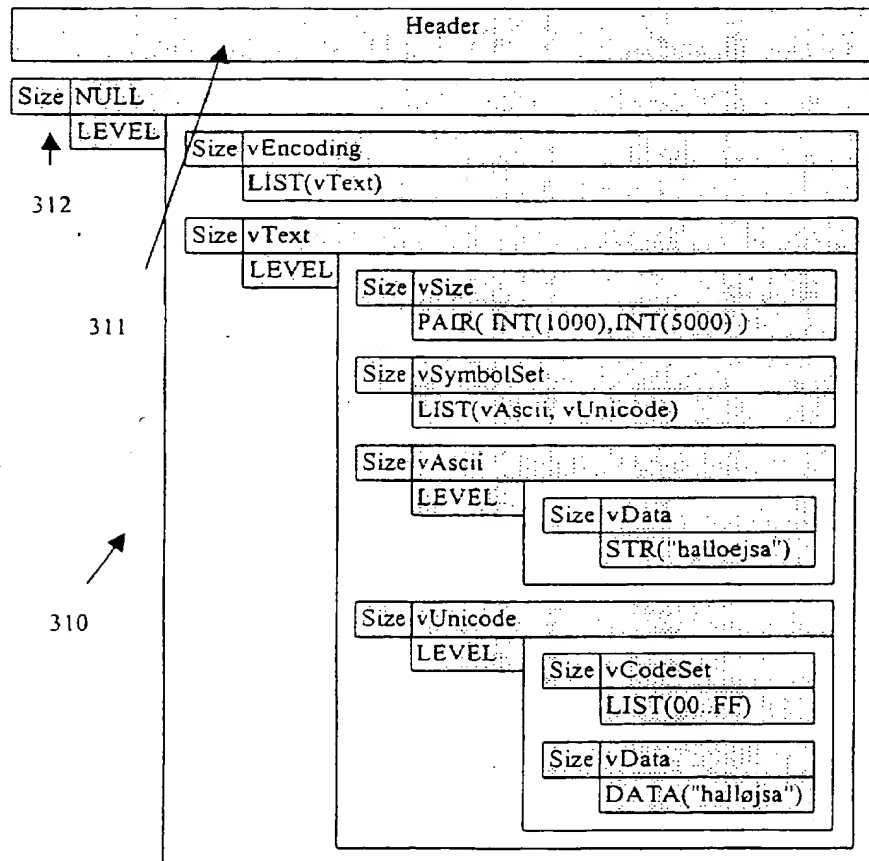 Header
Size NULL
LEVEL
Size vEncoding
LIST(vText)
312
Size vText
LEVEL
Size vSize
311
PAIR( INT(1000),INT(5000) )
Size vSymbolSet
LIST(vAscii, vUnicode)
Size vAscii
LEVEL
Size vData
STR("halloejsa")
310
Size vUnicode
LEVEL
Size vCodeSet
LIST(00..FF)
Size vData
DATA("halløjsa")